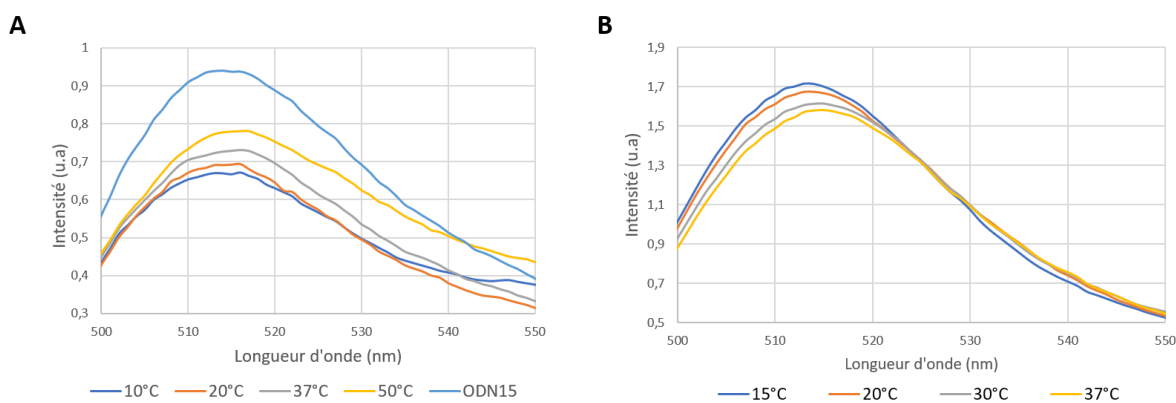 A
Intensité (u.a)
1
0,9
0,8
0,7
0,6
0,5
0,4
0,3
500 510 520 530 540 550
Longueur d'onde (nm)
10°C 20°C 37°C 50°C ODN15
B
Intensité (u.a)
1,9
1,7
1,5
1,3
1,1
0,9
0,7
0,5
500 510 520 530 540 550
Longueur d'onde (nm)
15°C 20°C 30°C 37°C